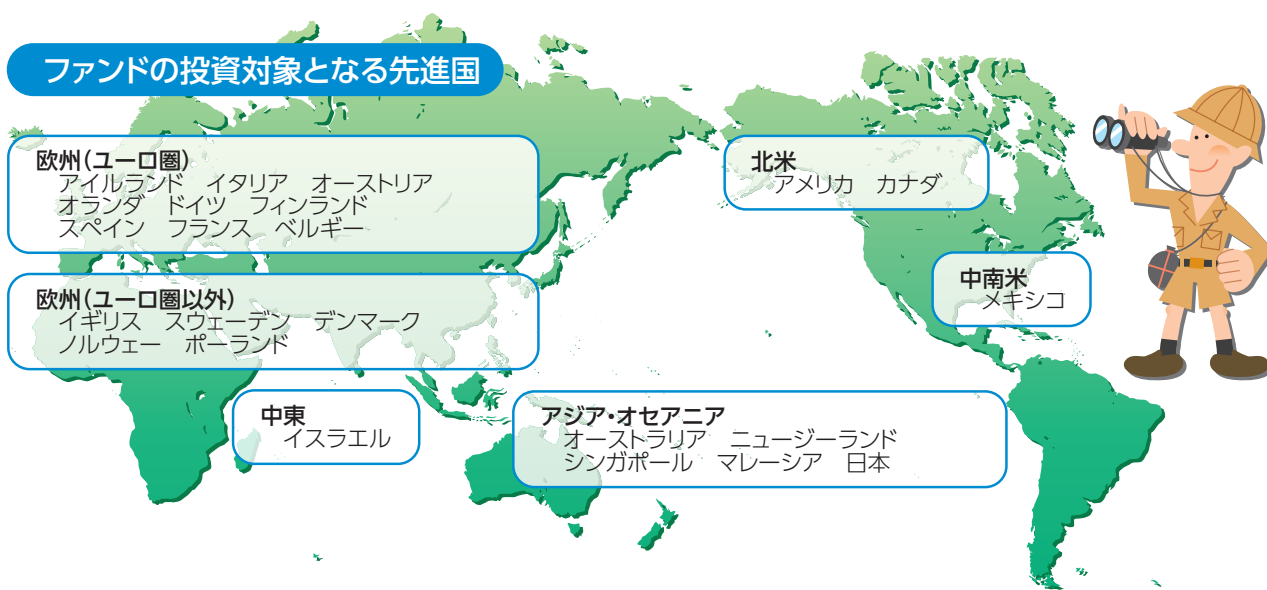 ファンドの投資対象となる先進国
欧州(ユーロ圏)
アイルランド　イタリア　オーストリア
オランダ　ドイツ　フィンランド
スペイン　フランス　ベルギー
欧州(ユーロ圏以外)
イギリス　スウェーデン　デンマーク
ノルウェー　ポーランド
中東
イスラエル
アジア・オセアニア
オーストラリア　ニュージーランド
シンガポール　マレーシア　日本
北米
アメリカ　カナダ
中南米
メキシコ